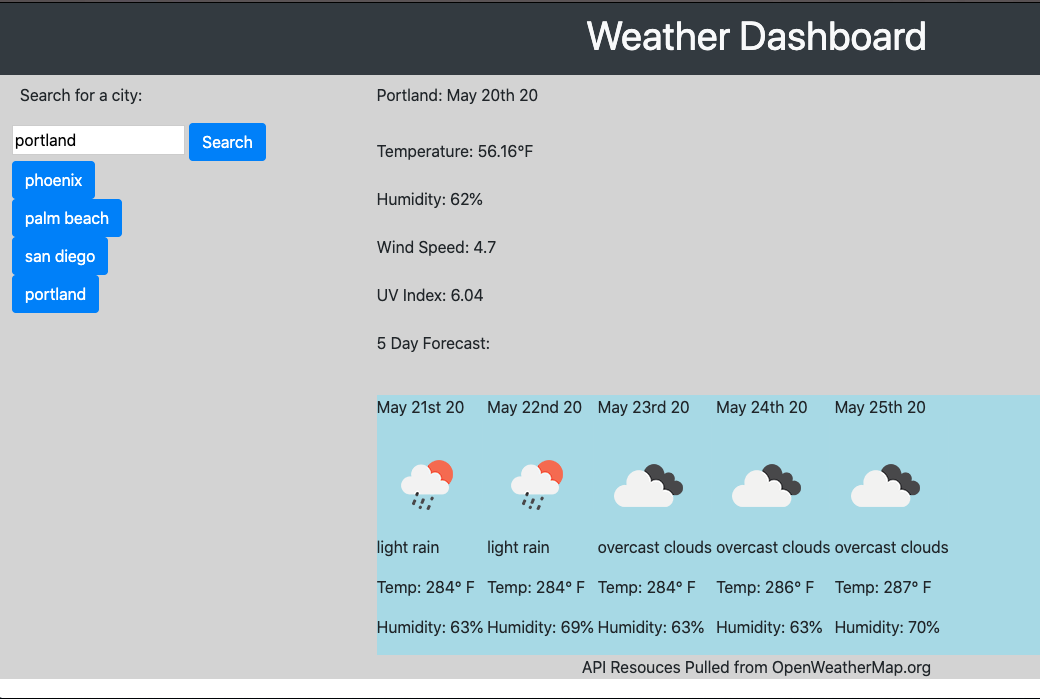 Weather Dashboard
Search for a city:
portland
Search
phoenix
palm beach
san diego
portland
Portland: May 20th 20
Temperature: 56.16°F
Humidity: 62%
Wind Speed: 4.7
UV Index: 6.04
5 Day Forecast:
May 21st 20 May 22nd 20 May 23rd 20 May 24th 20 May 25th 20
light rain light rain overcast clouds overcast clouds overcast clouds
Temp: 284° F Temp: 284° F Temp: 284° F Temp: 286° F Temp: 287° F
Humidity: 63% Humidity: 69% Humidity: 63% Humidity: 63% Humidity: 70%
API Resouces Pulled from OpenWeatherMap.org